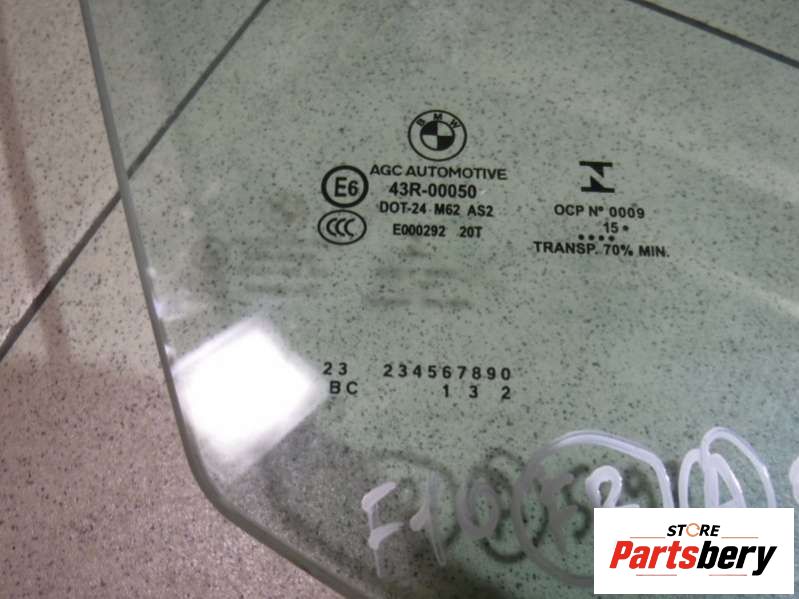 BMW
AGC AUTOMOTIVE
E6
43R-00050
DOT-24 M62 AS2
CCC
E000292 20T
OCP Nº 0009
15
TRANSP. 70% MIN.
23 234567890
BC 1 3 2
F10
STORE
Partsbery